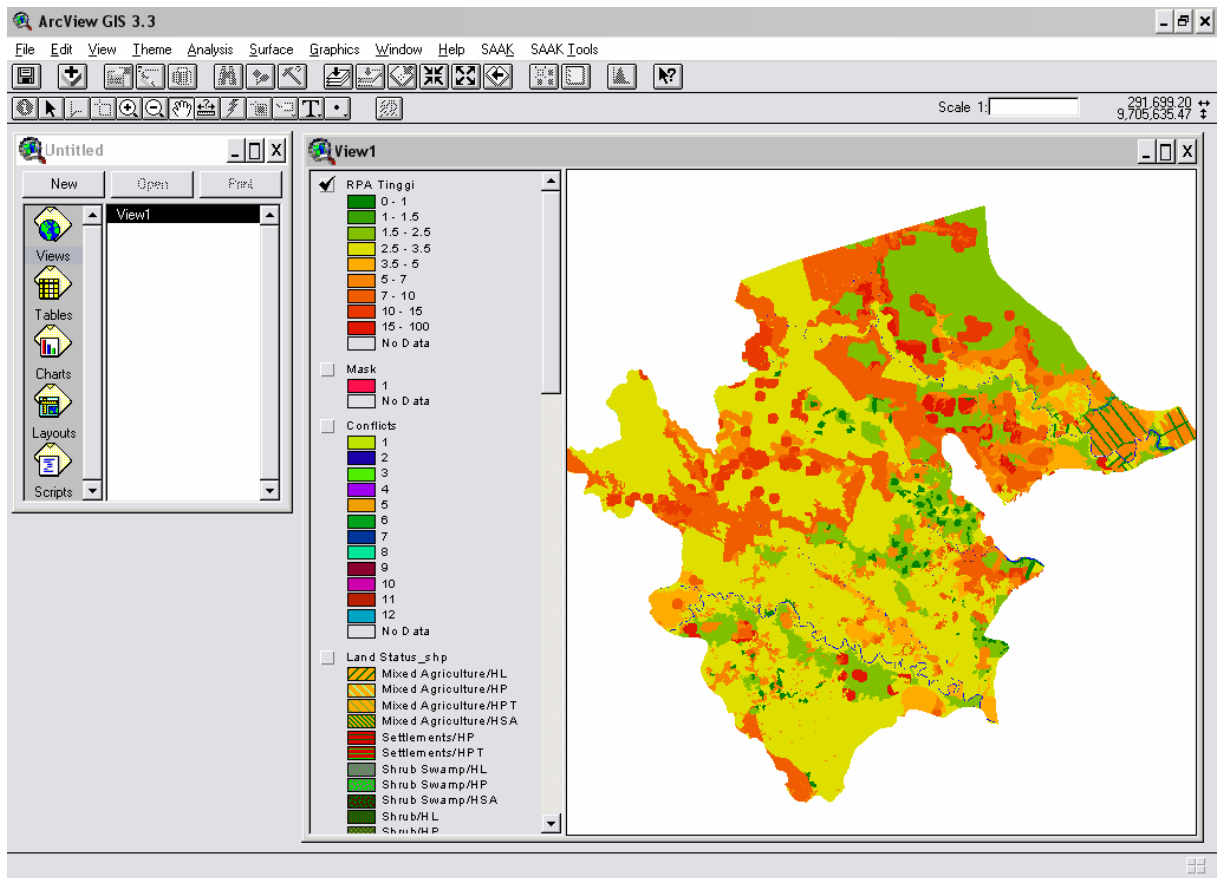 ArcView GIS 3.3
File Edit View Theme Analysis Surface Graphics Window Help SAAK SAAK Tools
Scale 1:
291,699.20
9,705,635.47
Untitled
New Open Print
Views
Tables
Charts
Layouts
Scripts
View1
View1
RPA Tinggi
0 - 1
1 - 1.5
1.5 - 2.5
2.5 - 3.5
3.5 - 5
5 - 7
7 - 10
10 - 15
15 - 100
No Data
Mask
1
No Data
Conflicts
1
2
3
4
5
6
7
8
9
10
11
12
No Data
Land Status_shp
Mixed Agriculture/HL
Mixed Agriculture/HP
Mixed Agriculture/HPT
Mixed Agriculture/HSA
Settlements/HP
Settlements/HPT
Shrub Swamp/HL
Shrub Swamp/HP
Shrub Swamp/HSA
Shrub/HL
Shrub/HP